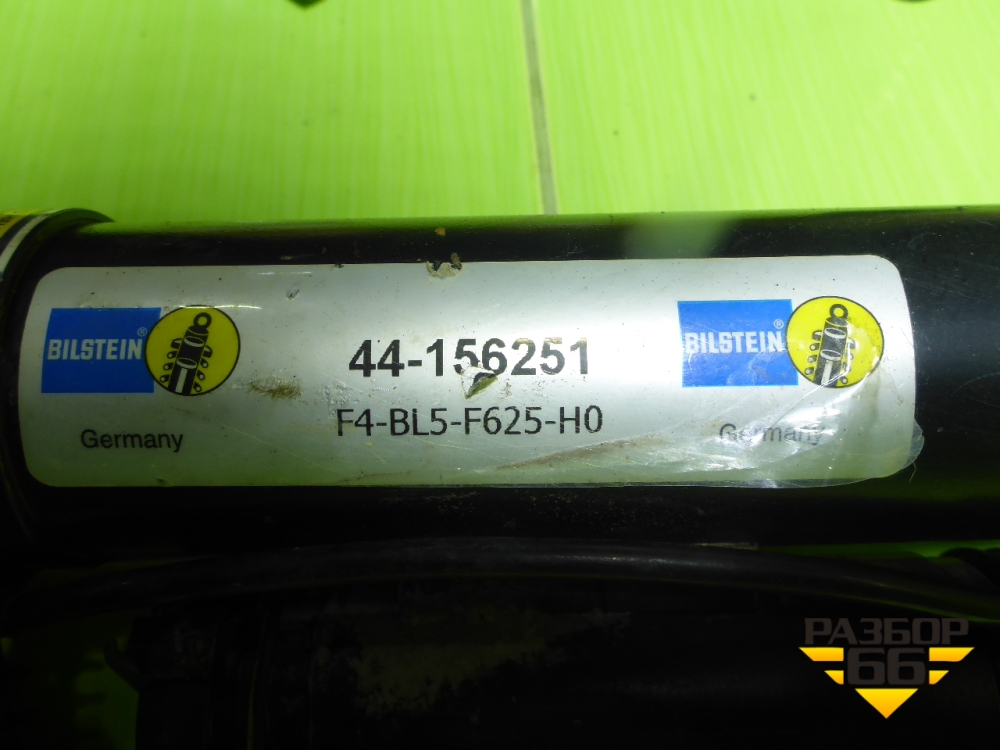 BILSTEIN®
44-156251
BILSTEIN®
F4-BL5-F625-H0
Germany
Germany
РАЗБОР
66